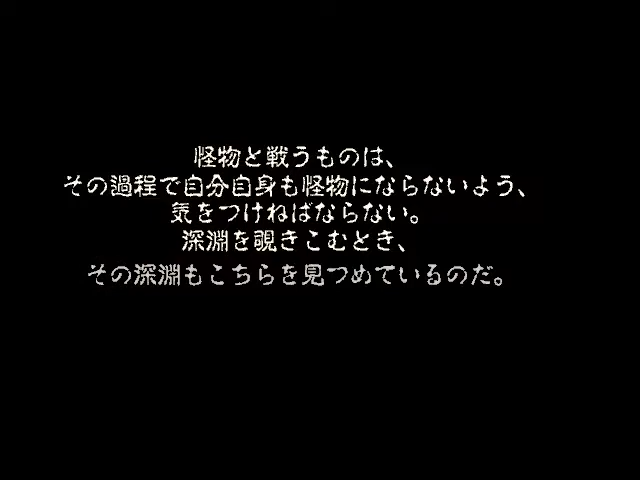 怪物と戦うものは、
その過程で自分自身も怪物にならないよう、
気をつけねばならない。
深淵を覗きこむとき、
その深淵もこちらを見つめているのだ。